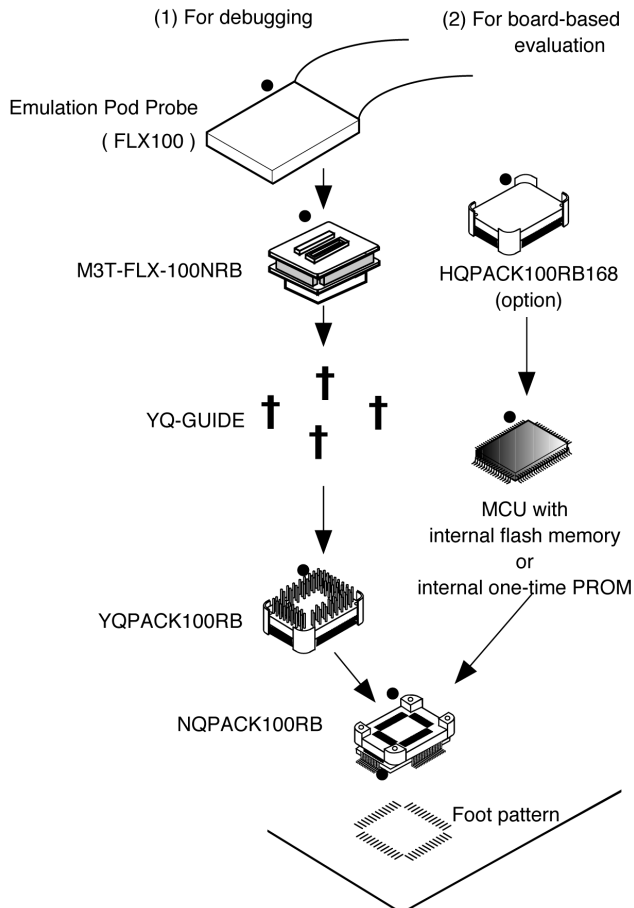 (1) For debugging
(2) For board-based
evaluation
Emulation Pod Probe
( FLX100 )
M3T-FLX-100NRB
HQPACK100RB168
(option)
YQ-GUIDE
MCU with
internal flash memory
or
internal one-time PROM
YQPACK100RB
NQPACK100RB
Foot pattern